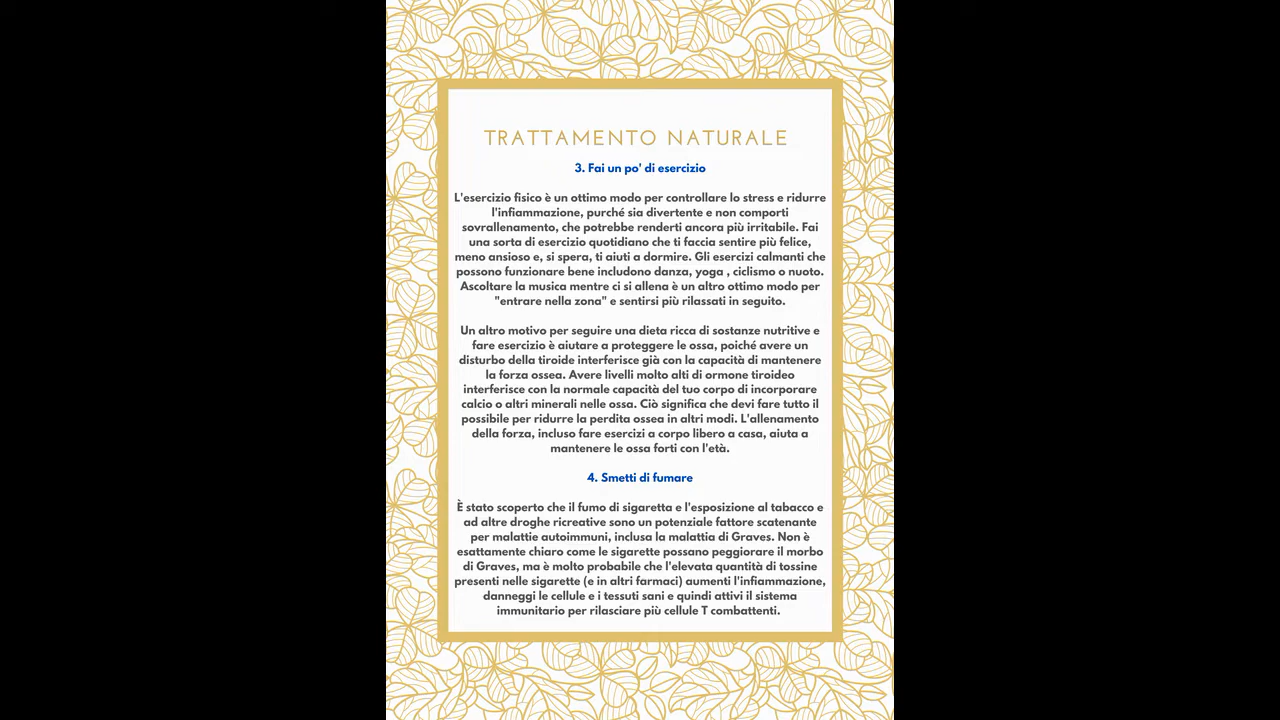 TRATTAMENTO NATURALE
3. Fai un po' di esercizio
L'esercizio fisico è un ottimo modo per controllare lo stress e ridurre
l'infiammazione, purché sia divertente e non comporti
sovrallenamento, che potrebbe renderti ancora più irritabile. Fai
una sorta di esercizio quotidiano che ti faccia sentire più felice,
meno ansioso e, si spera, ti aiuti a dormire. Gli esercizi calmanti che
possono funzionare bene includono danza, yoga , ciclismo o nuoto.
Ascoltare la musica mentre ci si allena è un altro ottimo modo per
"entrare nella zona" e sentirsi più rilassati in seguito.
Un altro motivo per seguire una dieta ricca di sostanze nutritive e
fare esercizio è aiutare a proteggere le ossa, poiché avere un
disturbo della tiroide interferisce già con la capacità di mantenere
la forza ossea. Avere livelli molto alti di ormone tiroideo
interferisce con la normale capacità del tuo corpo di incorporare
calcio o altri minerali nelle ossa. Ciò significa che devi fare tutto il
possibile per ridurre la perdita ossea in altri modi. L'allenamento
della forza, incluso fare esercizi a corpo libero a casa, aiuta a
mantenere le ossa forti con l'età.
4. Smetti di fumare
È stato scoperto che il fumo di sigaretta e l'esposizione al tabacco e
ad altre droghe ricreative sono un potenziale fattore scatenante
per malattie autoimmuni, inclusa la malattia di Graves. Non è
esattamente chiaro come le sigarette possano peggiorare il morbo
di Graves, ma è molto probabile che l'elevata quantità di tossine
presenti nelle sigarette (e in altri farmaci) aumenti l'infiammazione,
danneggi le cellule e i tessuti sani e quindi attivi il sistema
immunitario per rilasciare più cellule T combattenti.